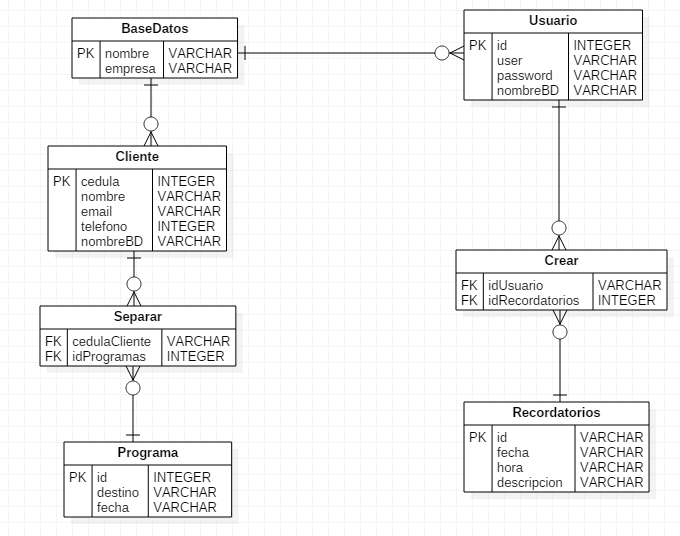 BaseDatos
PK nombre VARCHAR
empresa VARCHAR
Usuario
PK id INTEGER
user VARCHAR
password VARCHAR
nombreBD VARCHAR
Cliente
PK cedula INTEGER
nombre VARCHAR
email VARCHAR
telefono INTEGER
nombreBD VARCHAR
Crear
FK idUsuario VARCHAR
FK idRecordatorios INTEGER
Separar
FK cedulaCliente VARCHAR
FK idProgramas INTEGER
Recordatorios
PK id VARCHAR
fecha VARCHAR
hora VARCHAR
descripcion VARCHAR
Programa
PK id INTEGER
destino VARCHAR
fecha VARCHAR